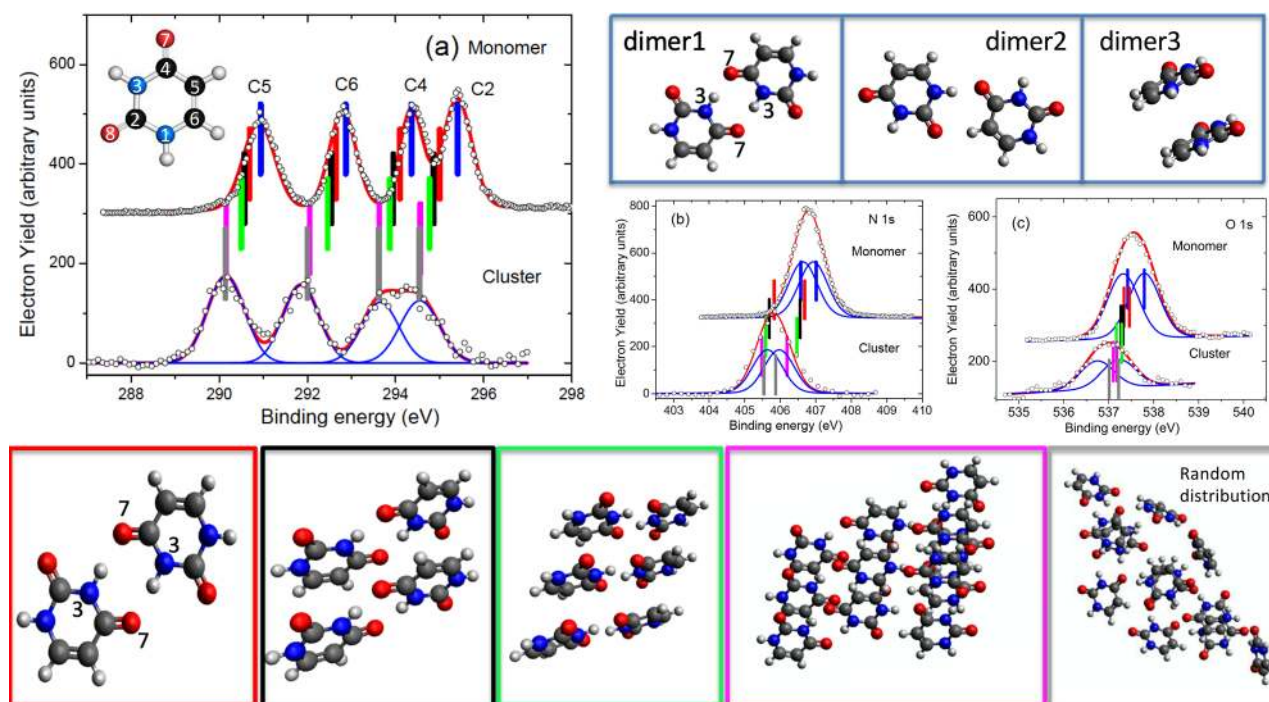 (a)
Monomer
Cluster
C5
C6
C4
C2
7
4
3
5
2
6
8
1
600
400
200
0
288
290
292
294
296
298
Electron Yield (arbitrary units)
Binding energy (eV)
dimer1
dimer2
dimer3
7
3
3
7
(b)
N 1s
Monomer
Cluster
800
600
400
200
0
403
404
405
406
407
408
409
410
Electron Yield (arbitrary units)
Binding energy (eV)
(c)
O 1s
Monomer
Cluster
600
400
200
535
536
537
538
539
540
Electron Yield (arbitrary units)
Binding energy (eV)
7
3
3
7
Random
distribution